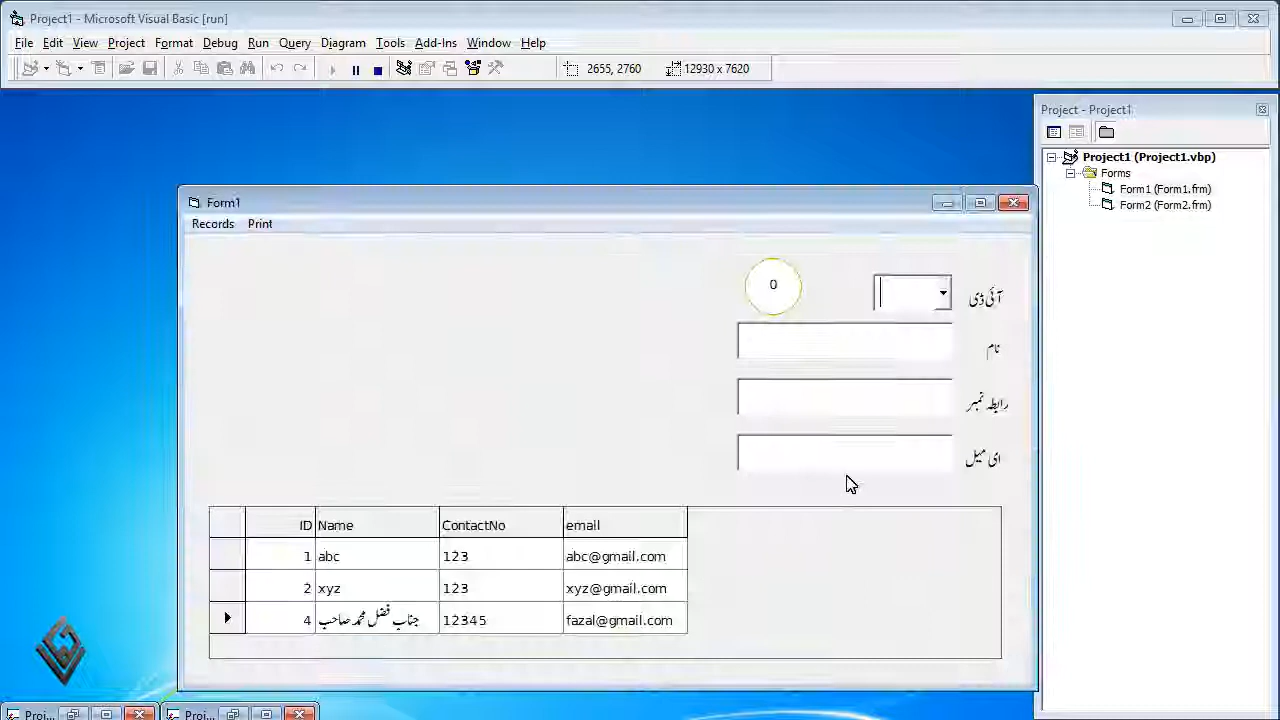 Project1 - Microsoft Visual Basic [run]
File Edit View Project Format Debug Run Query Diagram Tools Add-Ins Window Help
2655, 2760 12930 x 7620
Project - Project1
Project1 (Project1.vbp)
Forms
Form1 (Form1.frm)
Form2 (Form2.frm)
Form1
Records Print
0
آئی ڈی
نام
رابطہ نمبر
ای میل
ID Name ContactNo email
1 abc 123 abc@gmail.com
2 xyz 123 xyz@gmail.com
4 جناب فضل محمد صاحب 12345 fazal@gmail.com
Proj... Proj...